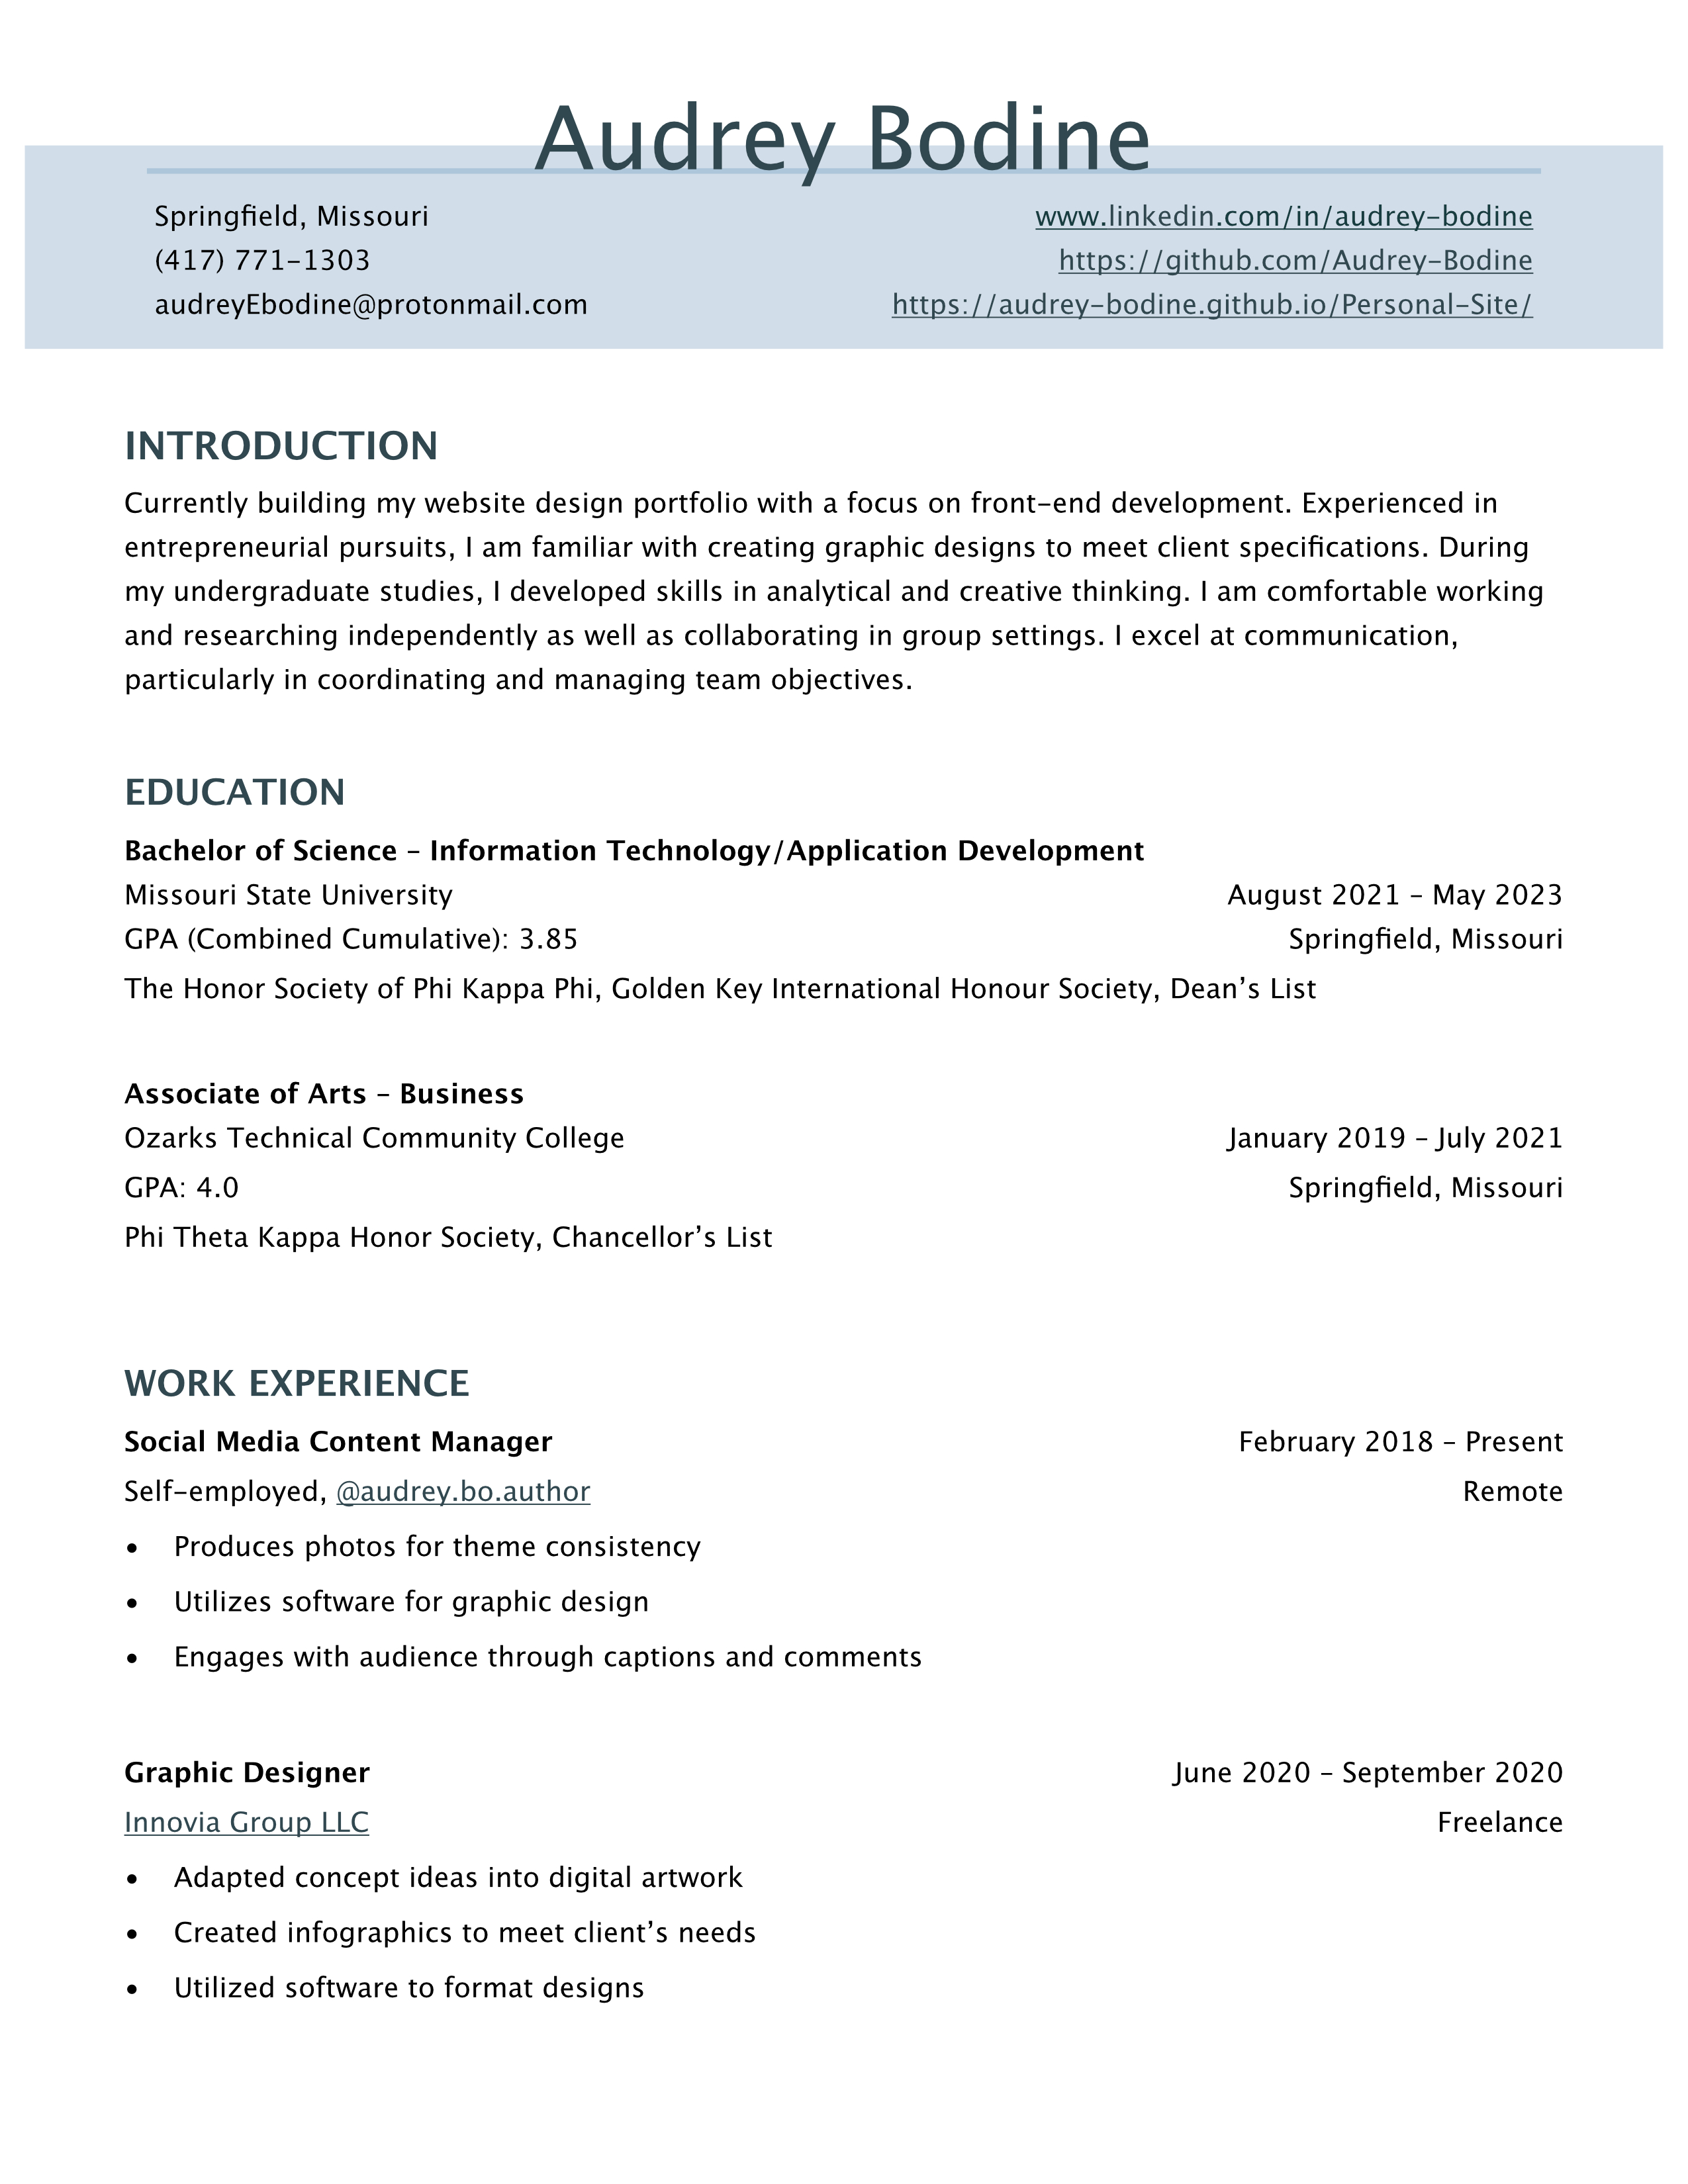 Audrey Bodine
Springfield, Missouri
(417) 771-1303
audreyEbodine@protonmail.com
www.linkedin.com/in/audrey-bodine
https://github.com/Audrey-Bodine
https://audrey-bodine.github.io/Personal-Site/
INTRODUCTION
Currently building my website design portfolio with a focus on front-end development. Experienced in
entrepreneurial pursuits, I am familiar with creating graphic designs to meet client specifications. During
my undergraduate studies, I developed skills in analytical and creative thinking. I am comfortable working
and researching independently as well as collaborating in group settings. I excel at communication,
particularly in coordinating and managing team objectives.
EDUCATION
Bachelor of Science – Information Technology/Application Development
Missouri State University August 2021 – May 2023
GPA (Combined Cumulative): 3.85 Springfield, Missouri
The Honor Society of Phi Kappa Phi, Golden Key International Honour Society, Dean’s List
Associate of Arts – Business
Ozarks Technical Community College January 2019 – July 2021
GPA: 4.0 Springfield, Missouri
Phi Theta Kappa Honor Society, Chancellor’s List
WORK EXPERIENCE
Social Media Content Manager February 2018 – Present
Self-employed, @audrey.bo.author Remote
• Produces photos for theme consistency
• Utilizes software for graphic design
• Engages with audience through captions and comments
Graphic Designer June 2020 – September 2020
Innovia Group LLC Freelance
• Adapted concept ideas into digital artwork
• Created infographics to meet client’s needs
• Utilized software to format designs